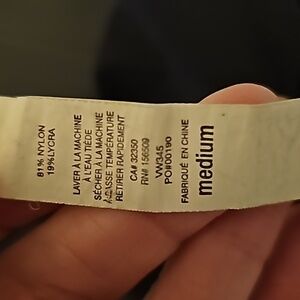 81% NYLON
19% LYCRA
LAVER À LA MACHINE
À L'EAU TIÈDE
SÉCHER À LA MACHINE
À BASSE TEMPÉRATURE
RETIRER RAPIDEMENT
CA# 32350
RN# 156509
VW345
PO#00190
FABRIQUÉ EN CHINE
medium